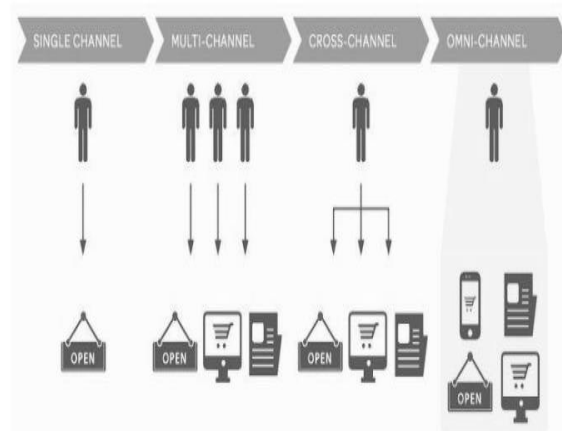 SINGLE CHANNEL
MULTI-CHANNEL
CROSS-CHANNEL
OMNI-CHANNEL
OPEN
OPEN
OPEN
OPEN